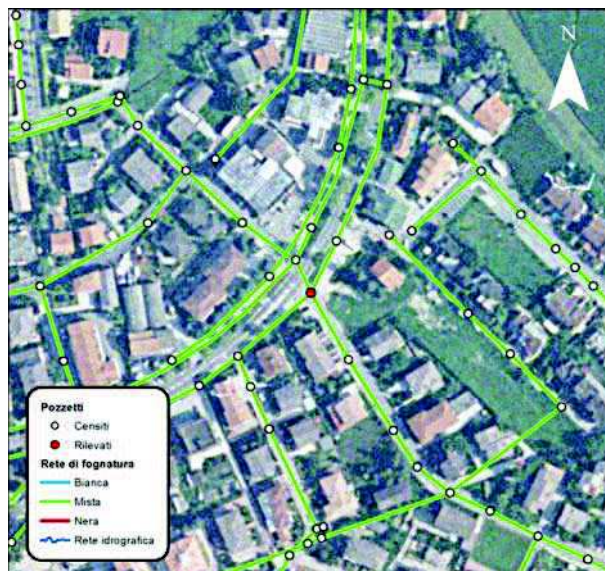 N
Pozzetti
Censiti
Rilevati
Rete di fognatura
Bianca
Mista
Nera
Rete idrografica